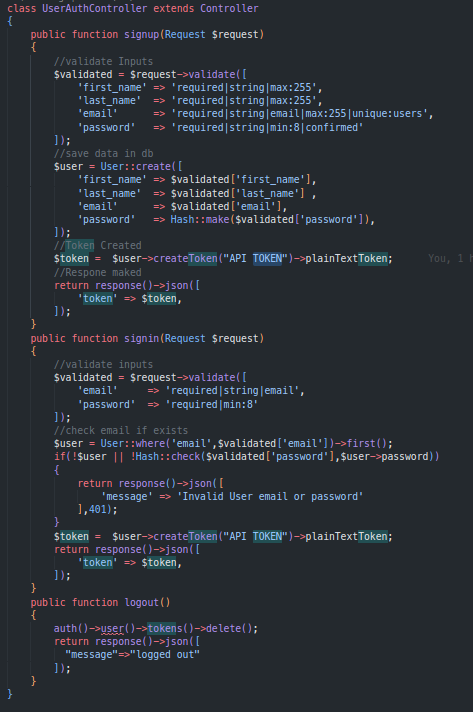 class UserAuthController extends Controller
{
    public function signup(Request $request)
    {
        //validate Inputs
        $validated = $request->validate([
            'first_name' => 'required|string|max:255',
            'last_name'  => 'required|string|max:255',
            'email'      => 'required|string|email|max:255|unique:users',
            'password'   => 'required|string|min:8|confirmed'
        ]);
        //save data in db
        $user = User::create([
            'first_name' => $validated['first_name'],
            'last_name'  => $validated['last_name'] ,
            'email'      => $validated['email'],
            'password'   => Hash::make($validated['password']),
        ]);
        //Token Created
        $token =  $user->createToken("API TOKEN")->plainTextToken;      You, 1
        //Respone maked
        return response()->json([
            'token' => $token,
        ]);
    }
    public function signin(Request $request)
    {
        //validate inputs
        $validated = $request->validate([
            'email'     => 'required|string|email',
            'password'  => 'required|min:8'
        ]);
        //check email if exists
        $user = User::where('email',$validated['email'])->first();
        if(!$user || !Hash::check($validated['password'],$user->password))
        {
            return response()->json([
                'message' => 'Invalid User email or password'
            ],401);
        }
        $token =  $user->createToken("API TOKEN")->plainTextToken;
        return response()->json([
            'token' => $token,
        ]);
    }
    public function logout()
    {
        auth()->user()->tokens()->delete();
        return response()->json([
          "message"=>"logged out"
        ]);
    }
}